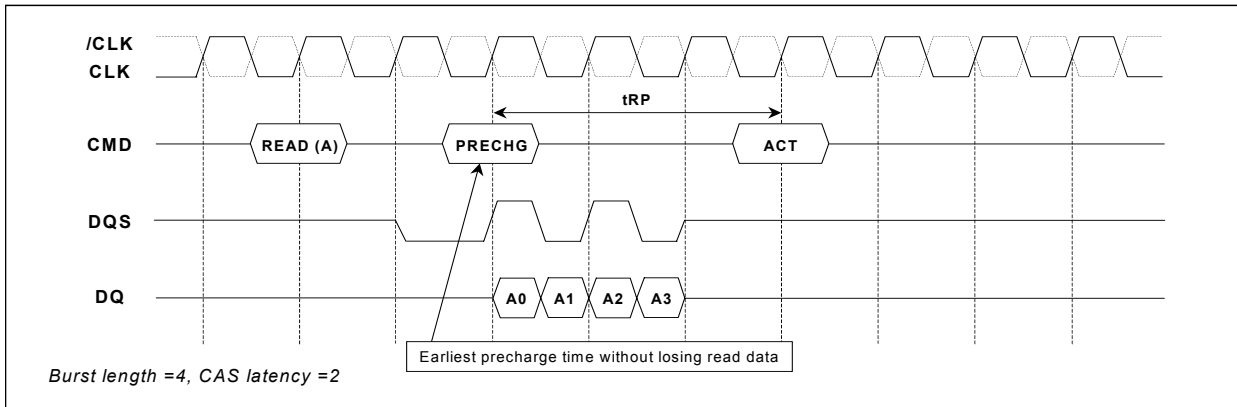 /CLK
CLK
tRP
CMD
READ (A)
PRECHG
ACT
DQS
DQ
A0
A1
A2
A3
Earliest precharge time without losing read data
Burst length =4, CAS latency =2